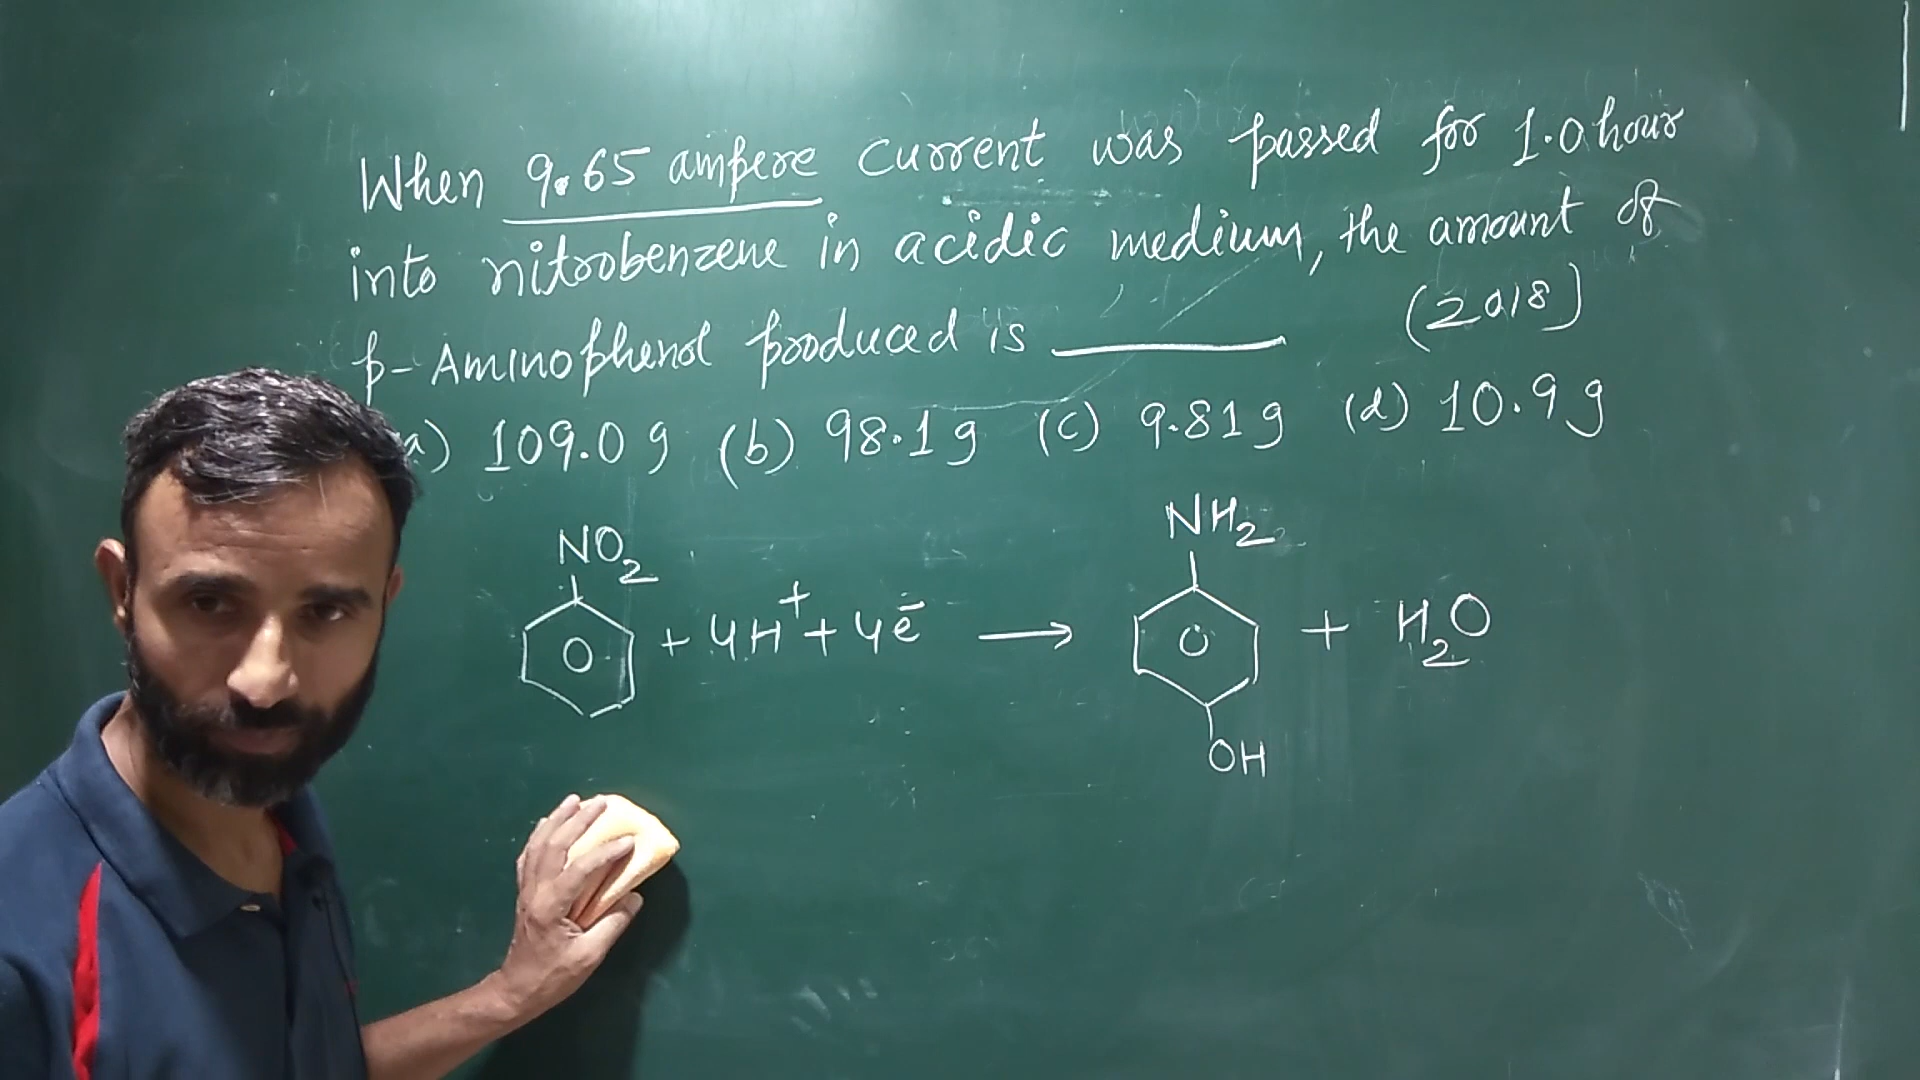 When 9.65 ampere current was passed for 1.0 hour
into nitrobenzene in acidic medium, the amount of
p-Aminophenol produced is ______ (2018)
a) 109.0 g (b) 98.1 g (c) 9.81 g (d) 10.9 g
NO2 NH2
+ 4H+ + 4e- → + H2O
OH